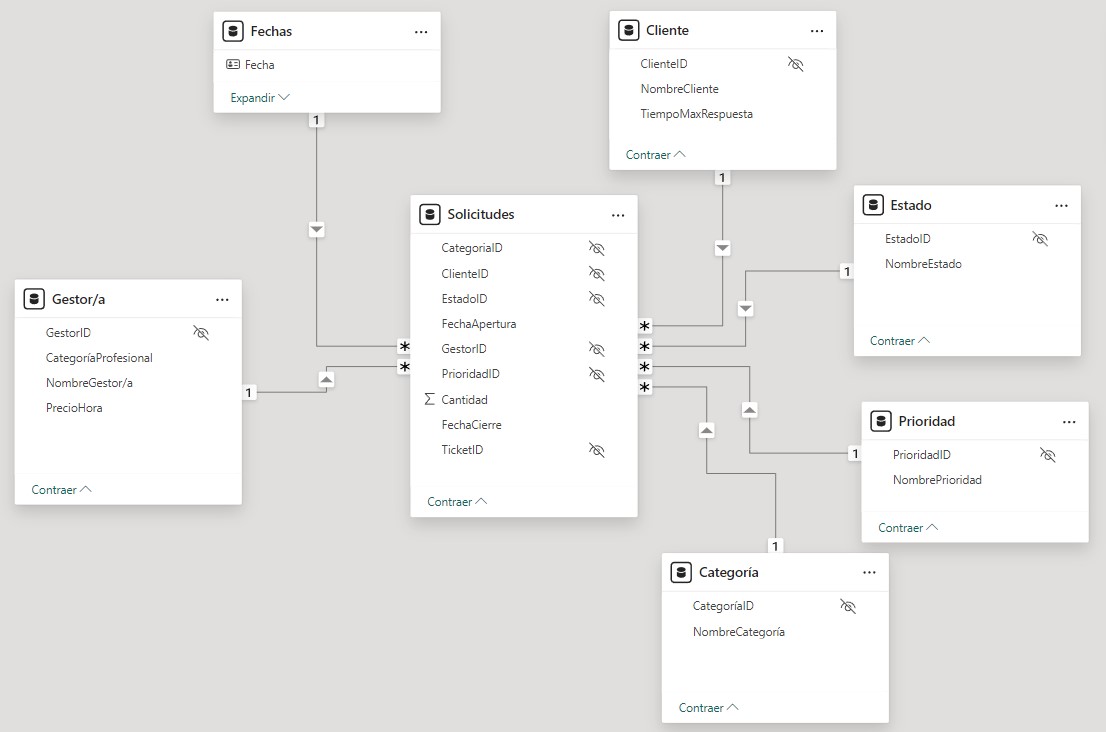 Fechas
Fecha
Expandir
1
Cliente
ClienteID
NombreCliente
TiempoMaxRespuesta
Contraer
1
Solicitudes
CategoriaID
ClienteID
EstadoID
FechaApertura
GestorID
PrioridadID
Σ Cantidad
FechaCierre
TicketID
Contraer
*
*
*
*
*
*
Estado
EstadoID
NombreEstado
Contraer
1
Gestor/a
GestorID
CategoríaProfesional
NombreGestor/a
PrecioHora
Contraer
1
Prioridad
PrioridadID
NombrePrioridad
Contraer
1
Categoría
CategoríaID
NombreCategoría
Contraer
1